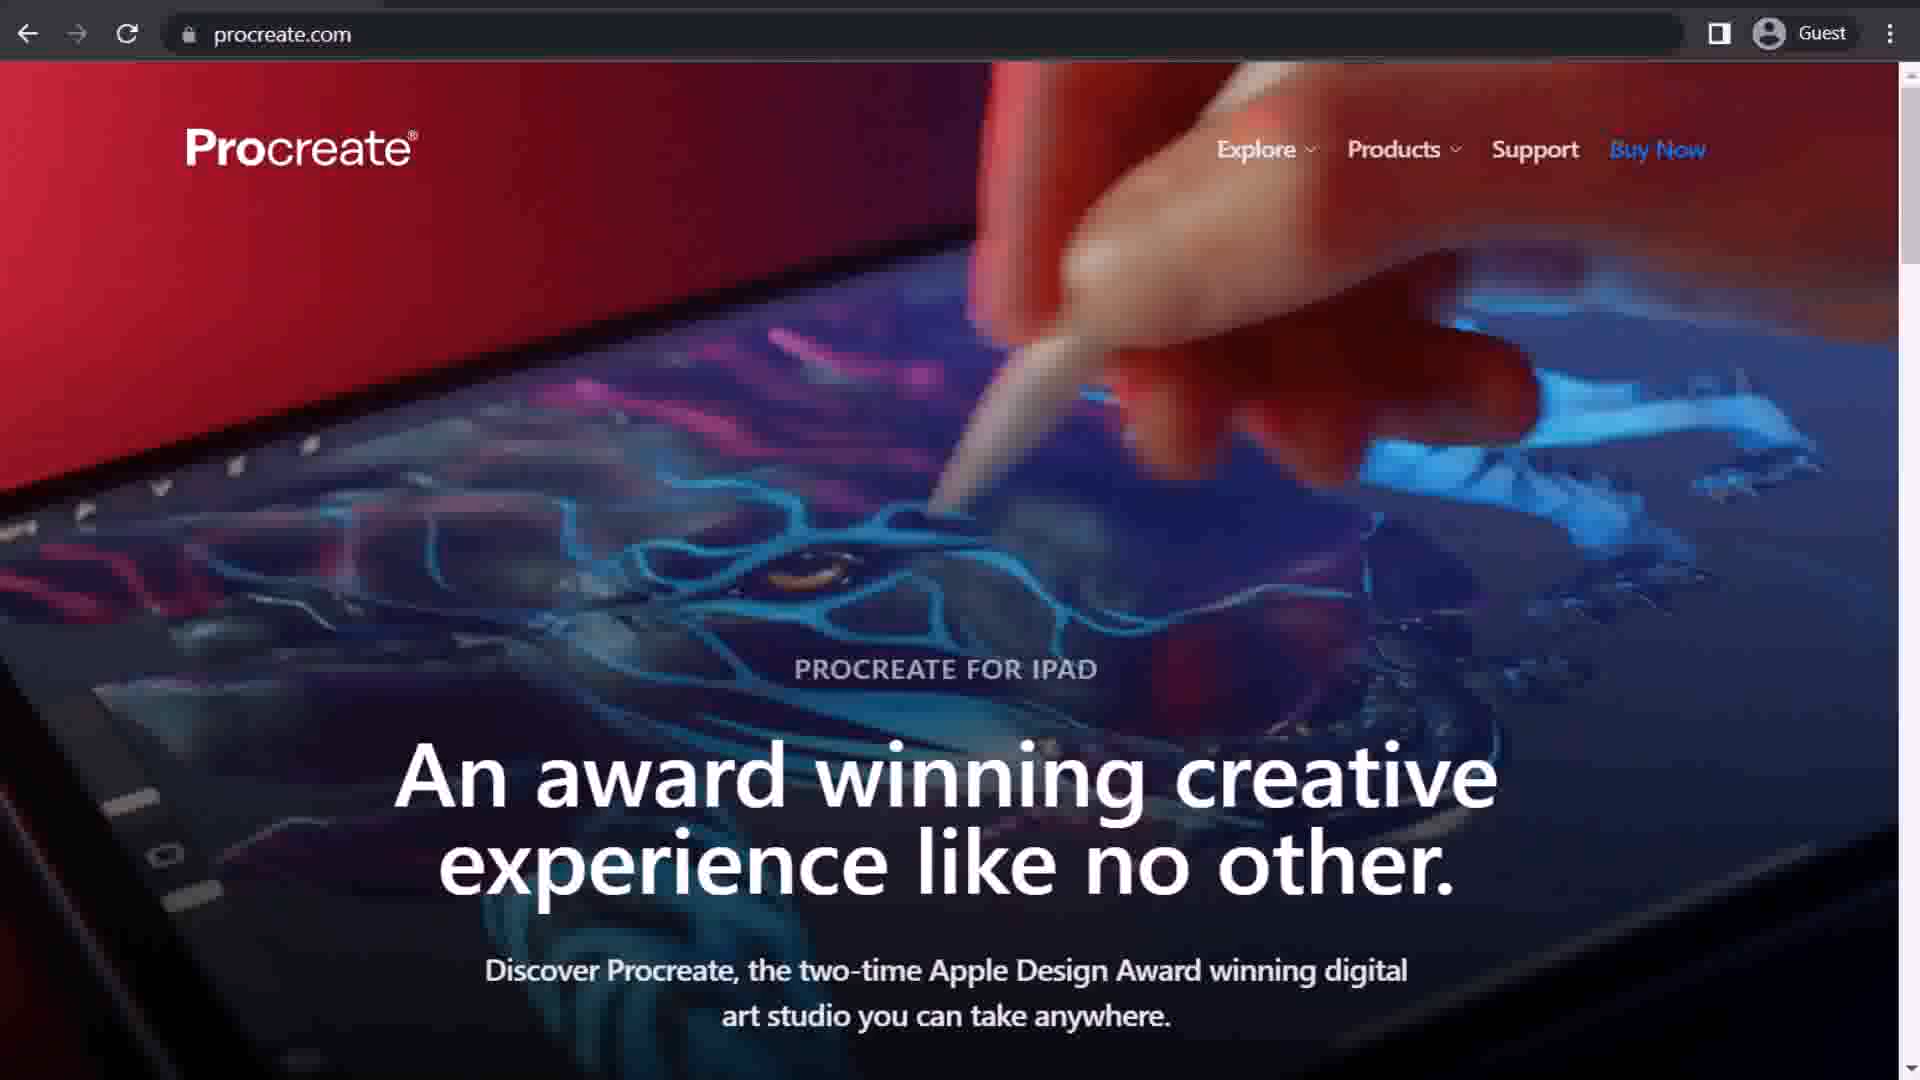 procreate.com
Guest
Procreate®
Explore
Products
Support
Buy Now
PROCREATE FOR IPAD
An award winning creative
experience like no other.
Discover Procreate, the two-time Apple Design Award winning digital
art studio you can take anywhere.